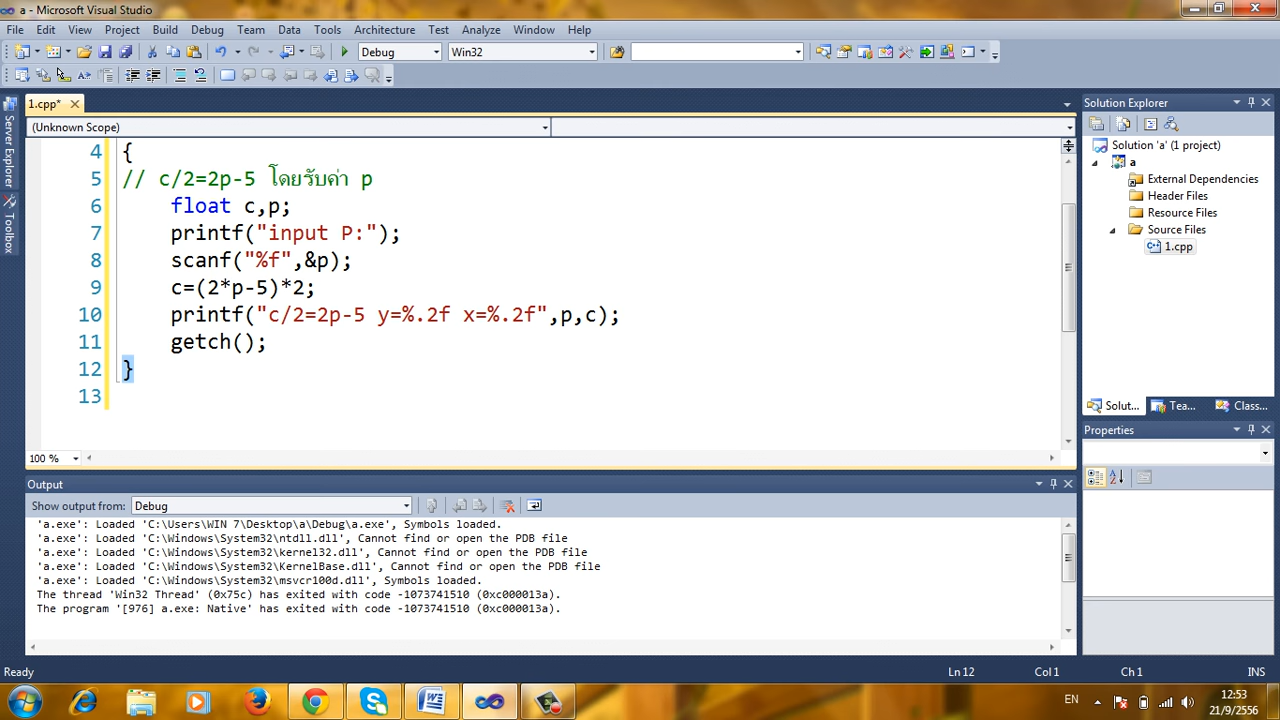 a - Microsoft Visual Studio
File Edit View Project Build Debug Team Data Tools Architecture Test Analyze Window Help
Debug Win32
1.cpp*
(Unknown Scope)
Server Explorer
Toolbox
4 {
5 // c/2=2p-5 โดยรับค่า p
6 float c,p;
7 printf("input P:");
8 scanf("%f",&p);
9 c=(2*p-5)*2;
10 printf("c/2=2p-5 y=%.2f x=%.2f",p,c);
11 getch();
12 }
13
100 %
Output
Show output from: Debug
'a.exe': Loaded 'C:\Users\WIN 7\Desktop\a\Debug\a.exe', Symbols loaded.
'a.exe': Loaded 'C:\Windows\System32\ntdll.dll', Cannot find or open the PDB file
'a.exe': Loaded 'C:\Windows\System32\kernel32.dll', Cannot find or open the PDB file
'a.exe': Loaded 'C:\Windows\System32\KernelBase.dll', Cannot find or open the PDB file
'a.exe': Loaded 'C:\Windows\System32\msvcr100d.dll', Symbols loaded.
The thread 'Win32 Thread' (0x75c) has exited with code -1073741510 (0xc000013a).
The program '[976] a.exe: Native' has exited with code -1073741510 (0xc000013a).
Solution Explorer
Solution 'a' (1 project)
a
External Dependencies
Header Files
Resource Files
Source Files
1.cpp
Solut... Tea... Class...
Properties
Ready Ln 12 Col 1 Ch 1 INS
EN 12:53
21/9/2556